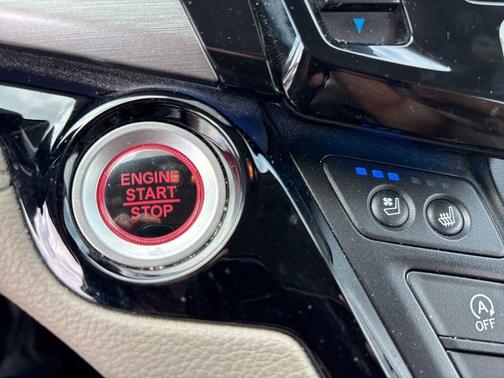 ENGINE
START
STOP
A
OFF